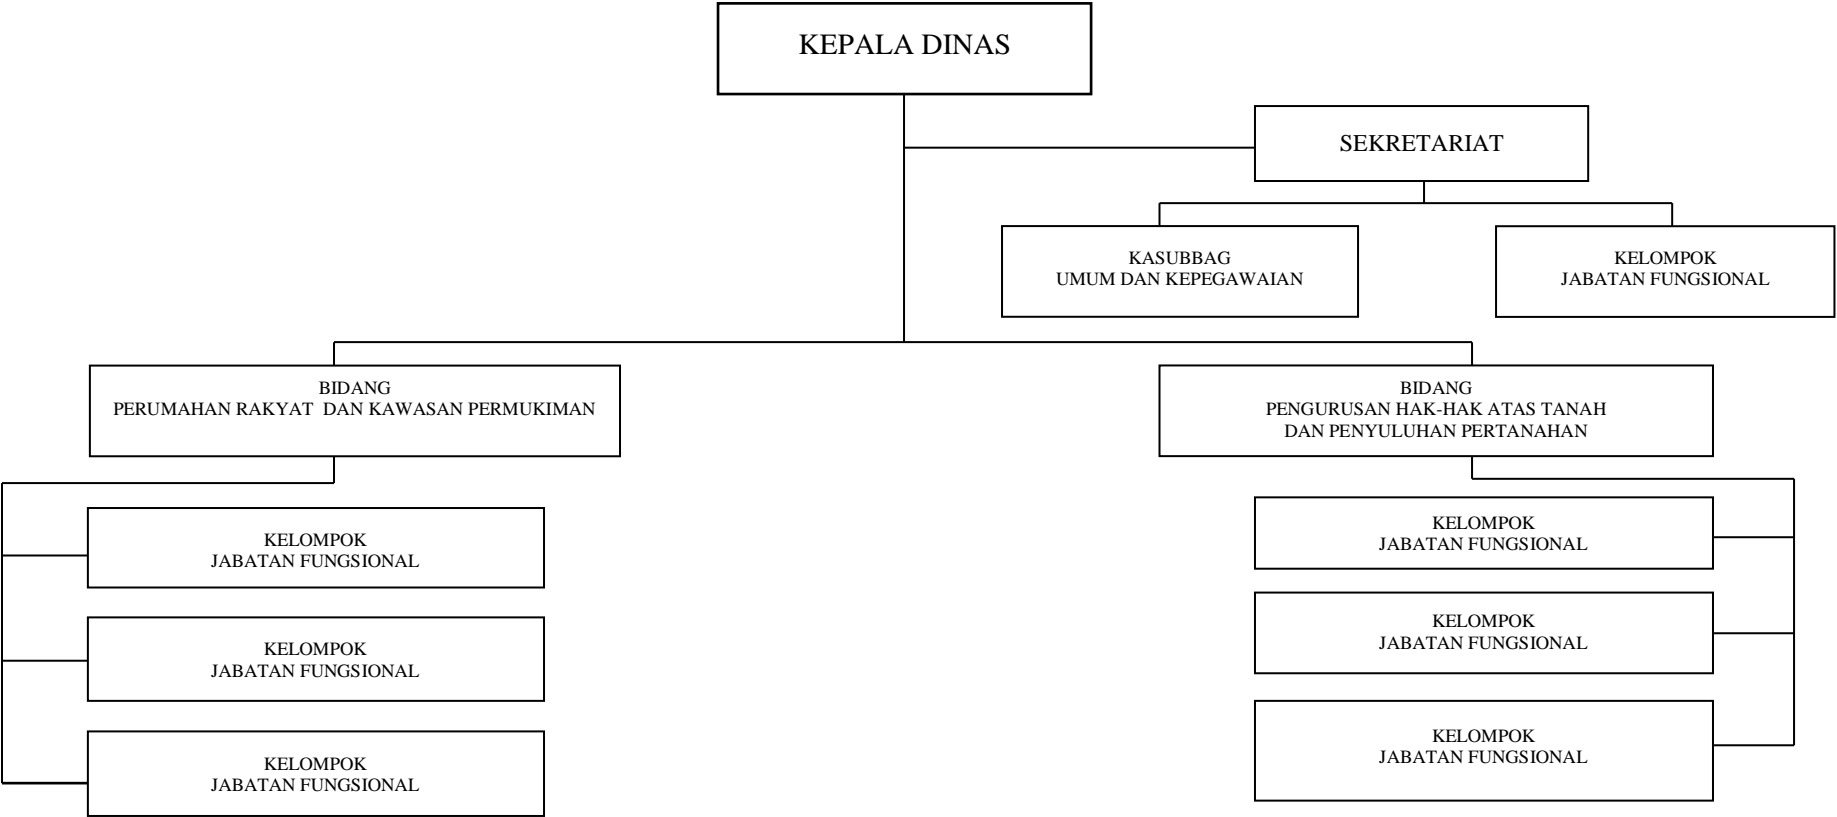 KEPALA DINAS
SEKRETARIAT
KASUBBAG
UMUM DAN KEPEGAWAIAN
KELOMPOK
JABATAN FUNGSIONAL
BIDANG
PERUMAHAN RAKYAT DAN KAWASAN PERMUKIMAN
BIDANG
PENGURUSAN HAK-HAK ATAS TANAH
DAN PENYULUHAN PERTANAHAN
KELOMPOK
JABATAN FUNGSIONAL
KELOMPOK
JABATAN FUNGSIONAL
KELOMPOK
JABATAN FUNGSIONAL
KELOMPOK
JABATAN FUNGSIONAL
KELOMPOK
JABATAN FUNGSIONAL
KELOMPOK
JABATAN FUNGSIONAL